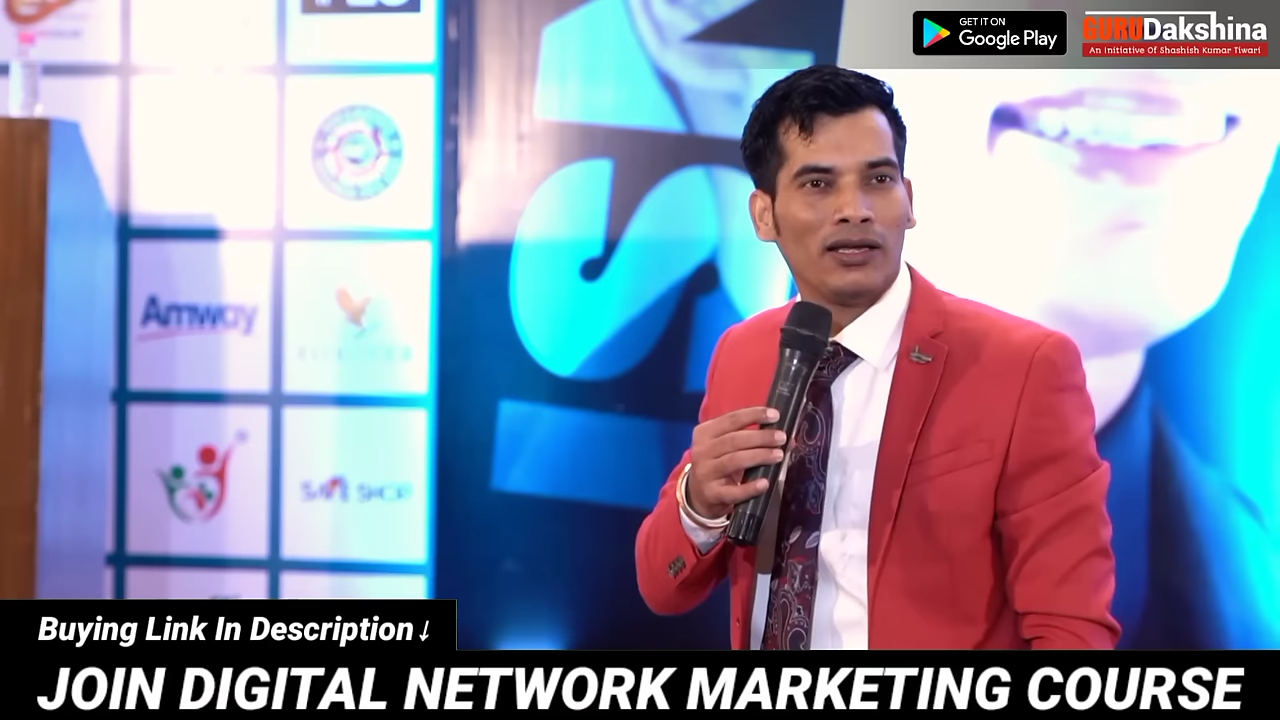 GET IT ON
Google Play
GURUDakshina
An Initiative Of Shashish Kumar Tiwari
Amway
Buying Link In Description↓
JOIN DIGITAL NETWORK MARKETING COURSE